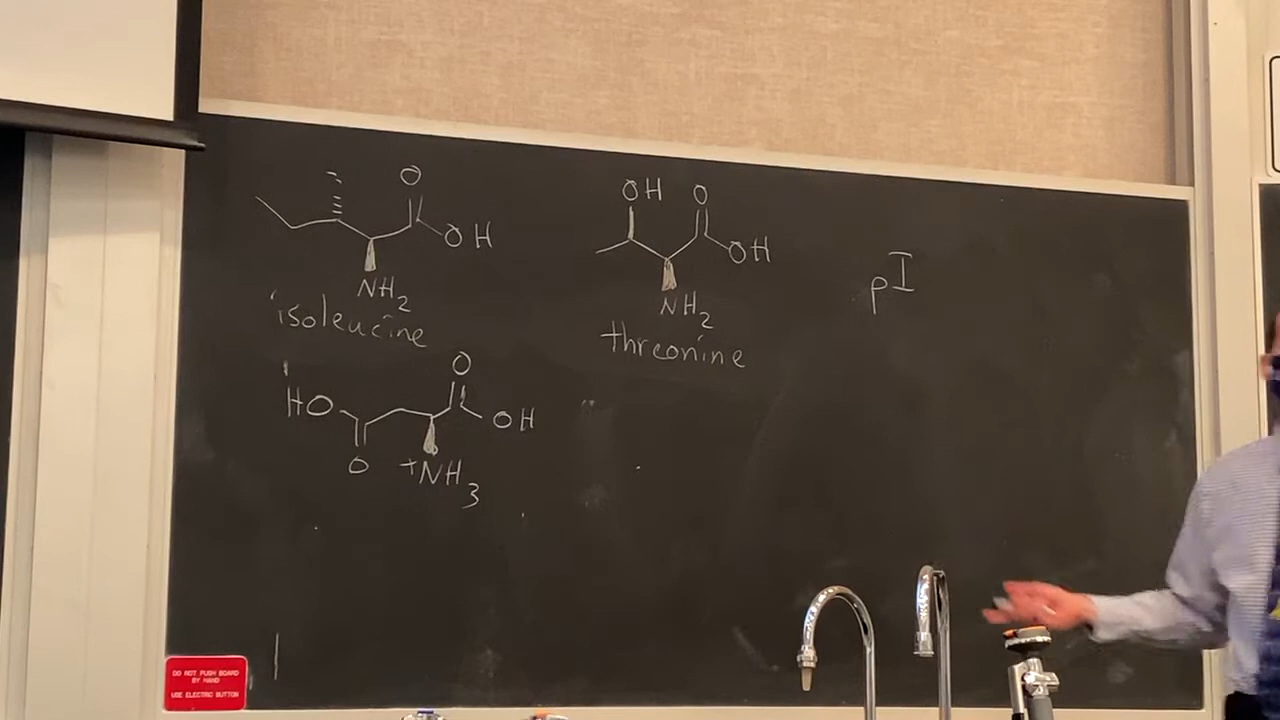 O
OH
NH2
isoleucine
OH
O
OH
NH2
threonine
pI
O
HO
OH
O
+NH3
DO NOT PUSH BOARD
BY HAND
USE ELECTRIC BUTTON